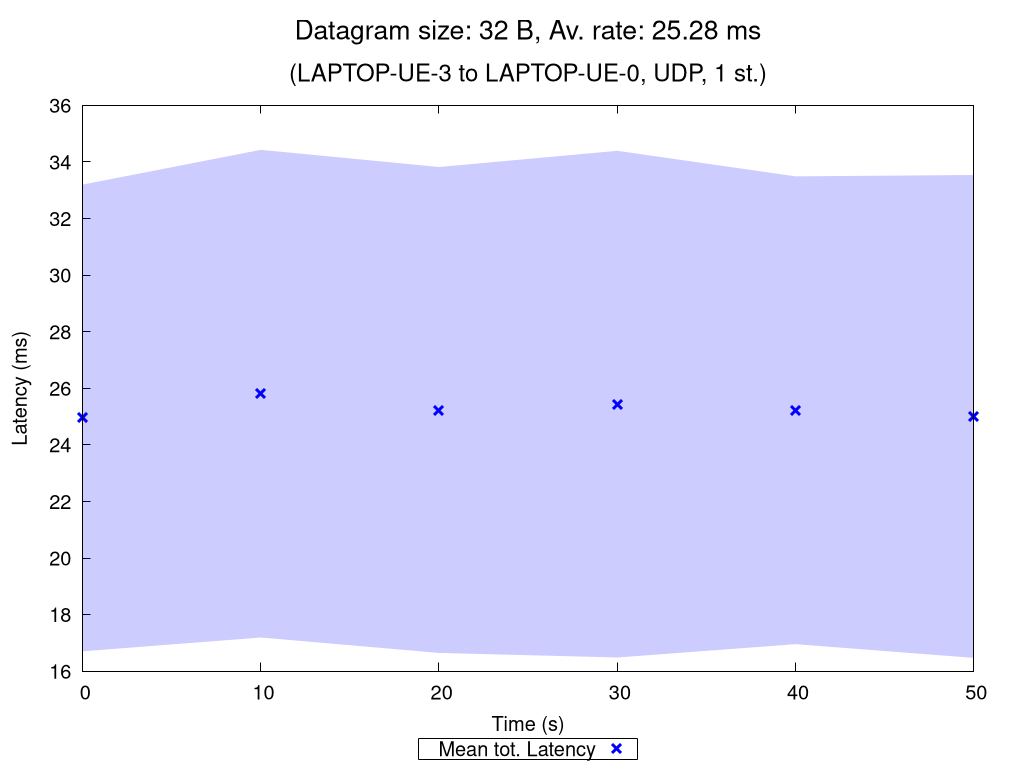 Datagram size: 32 B, Av. rate: 25.28 ms
(LAPTOP-UE-3 to LAPTOP-UE-0, UDP, 1 st.)
36
34
32
30
28
26
24
22
20
18
16
Latency (ms)
0 10 20 30 40 50
Time (s)
Mean tot. Latency